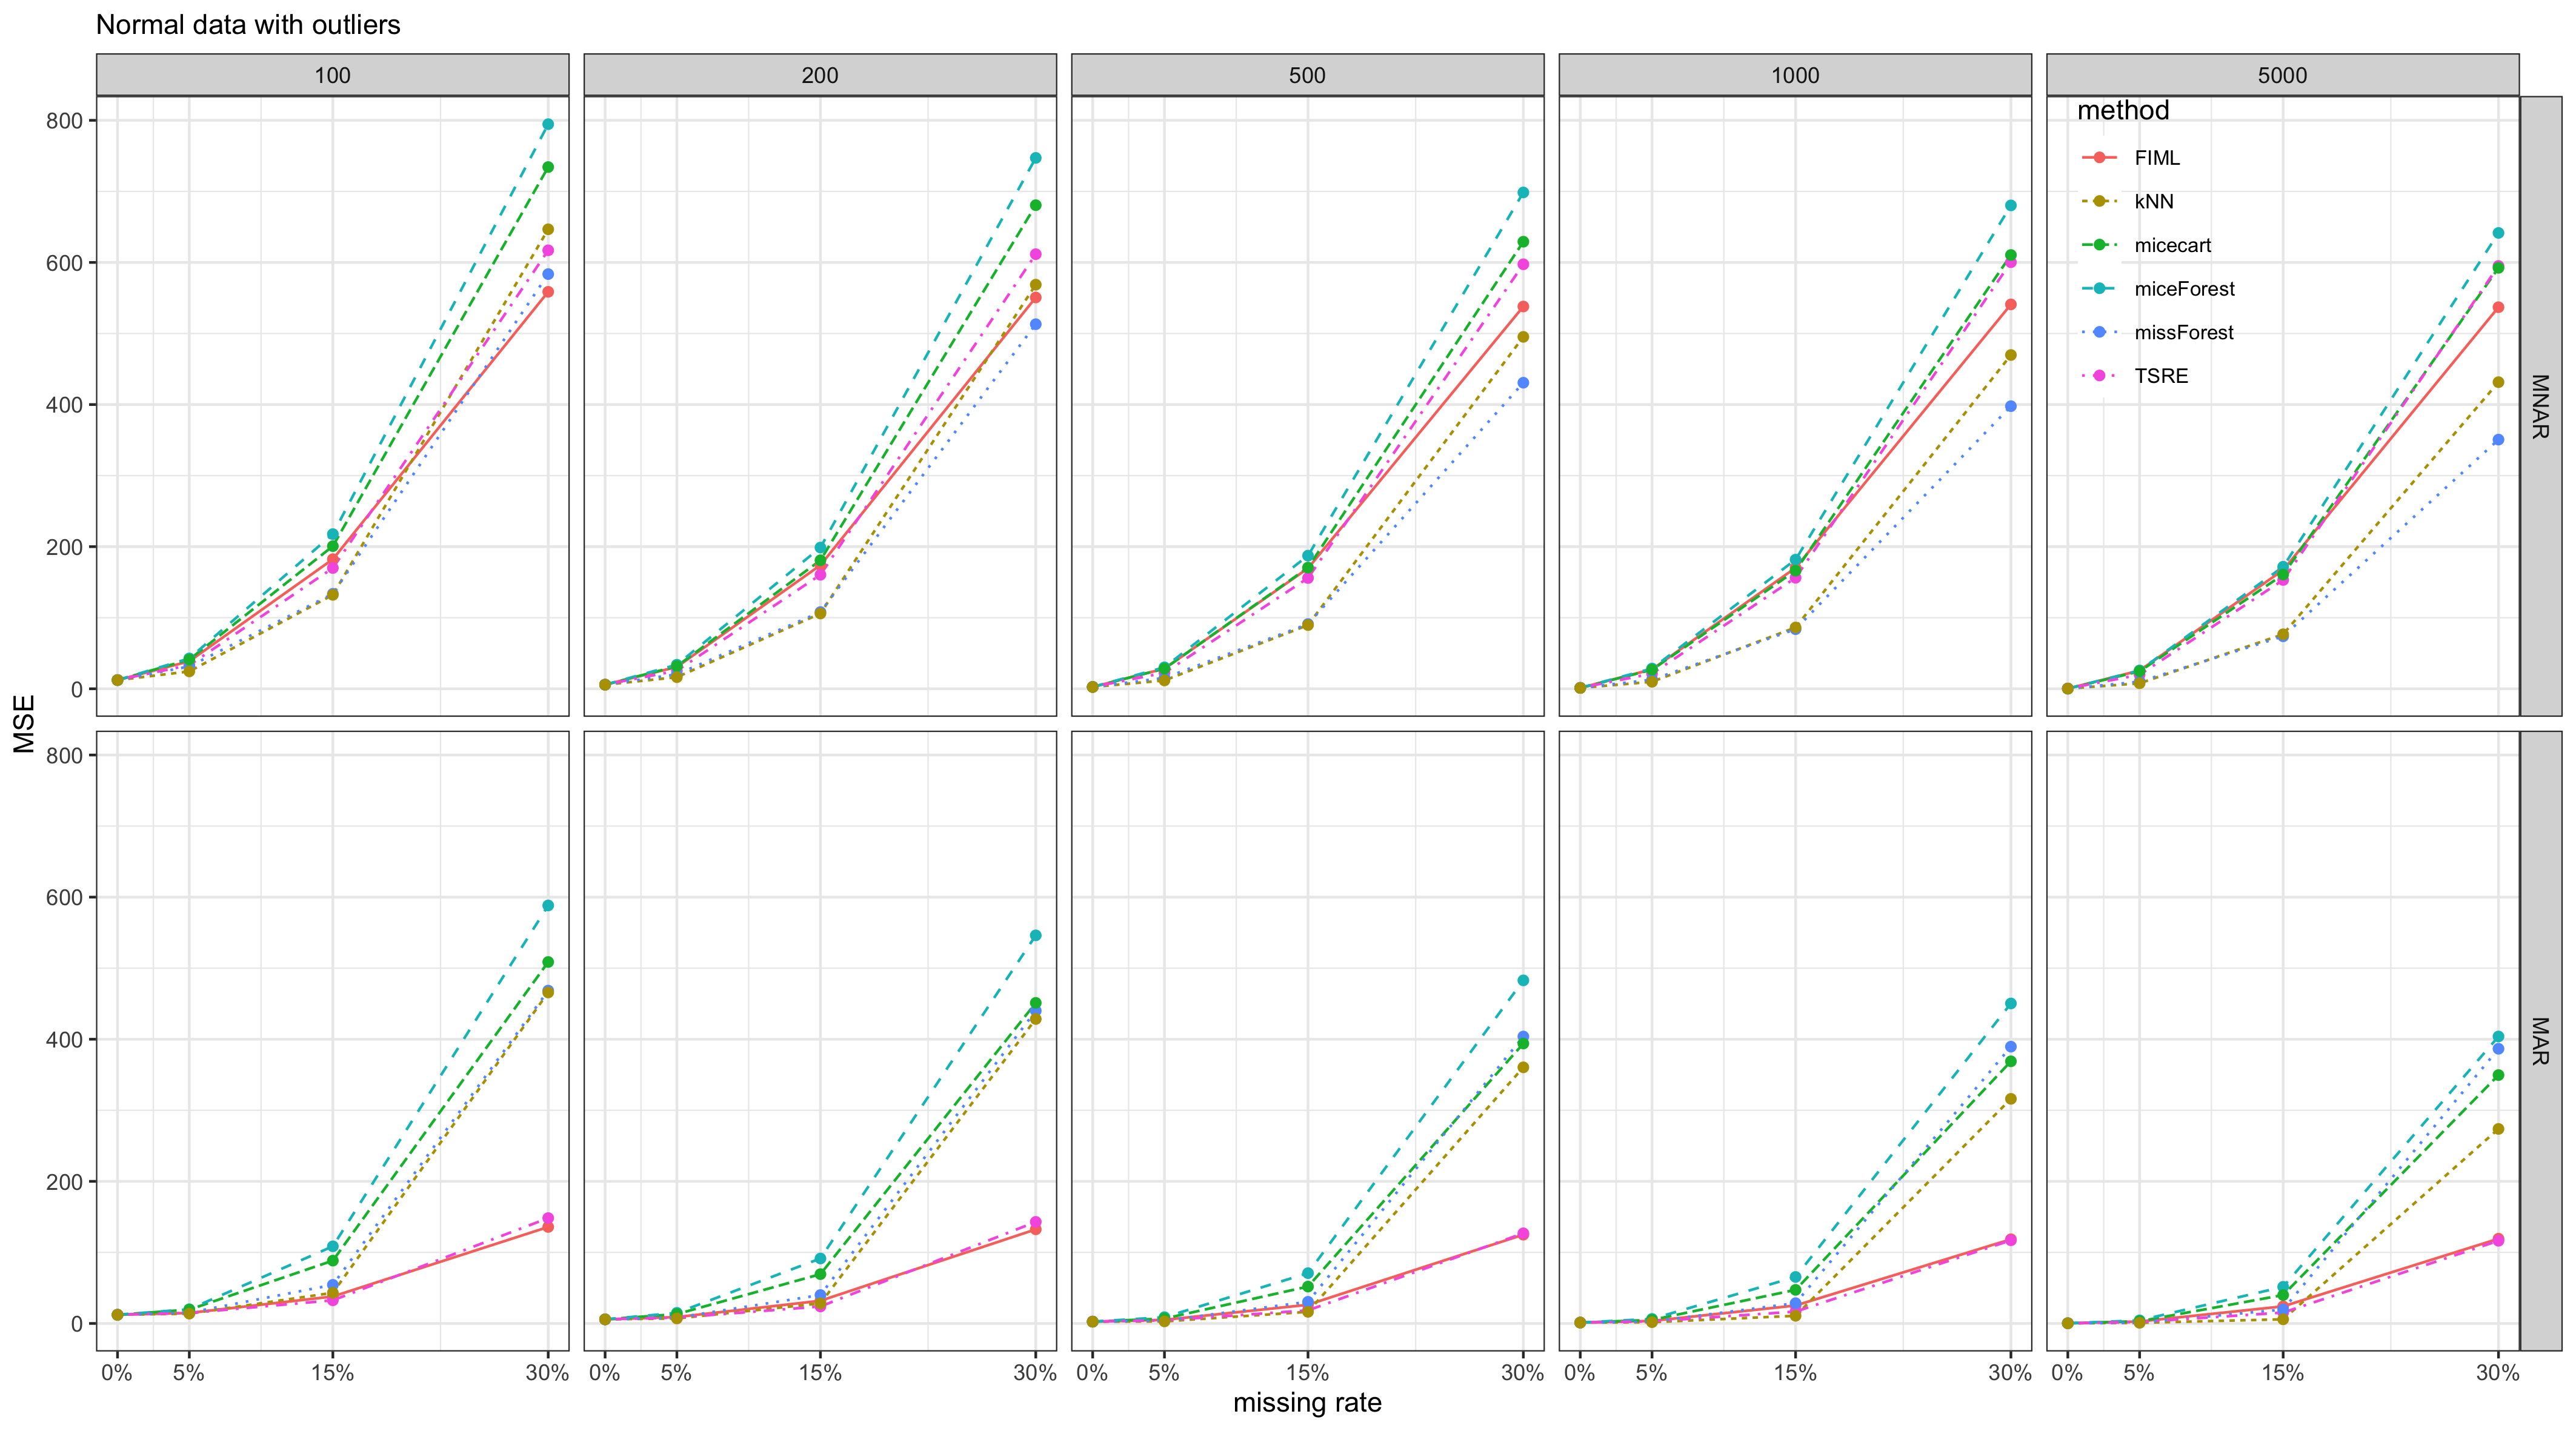 Normal data with outliers
100 200 500 1000 5000
method
FIML
kNN
micecart
miceForest
missForest
TSRE
MNAR
800
600
400
200
0
MSE
MAR
800
600
400
200
0
0% 5% 15% 30% 0% 5% 15% 30% 0% 5% 15% 30% 0% 5% 15% 30% 0% 5% 15% 30%
missing rate